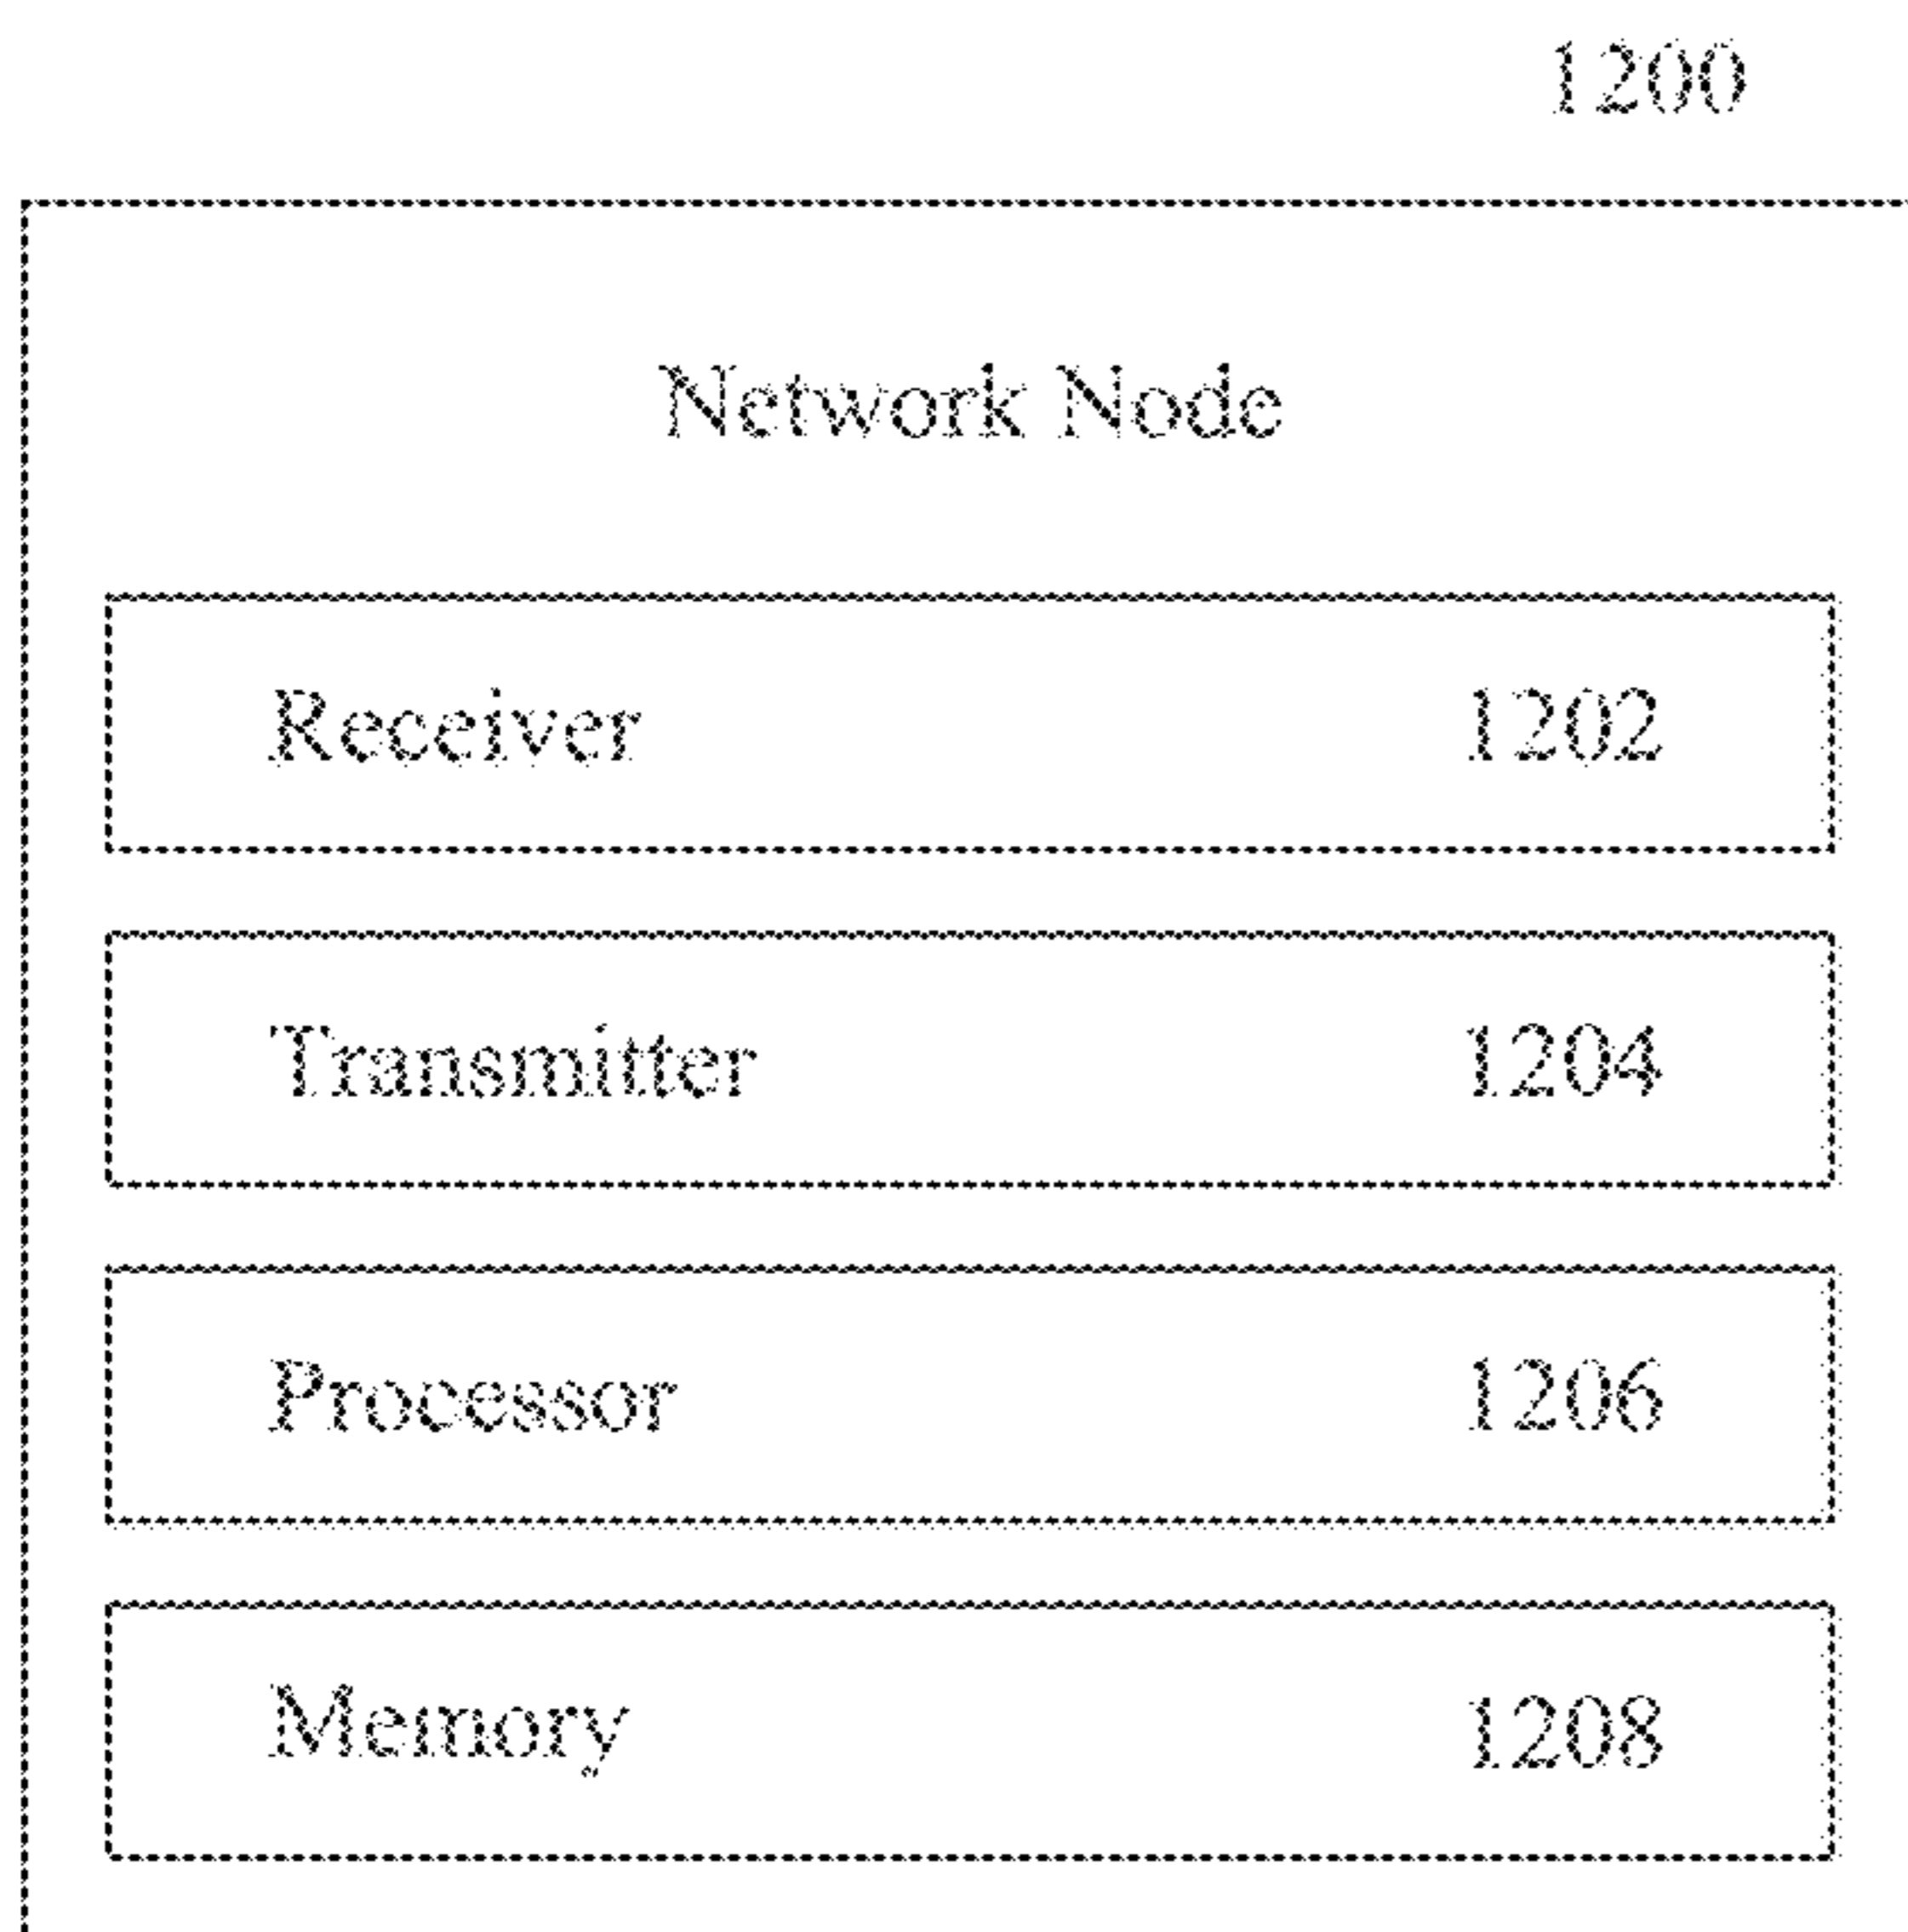 1200
Network Node
Receiver 1202
Transmitter 1204
Processor 1206
Memory 1208